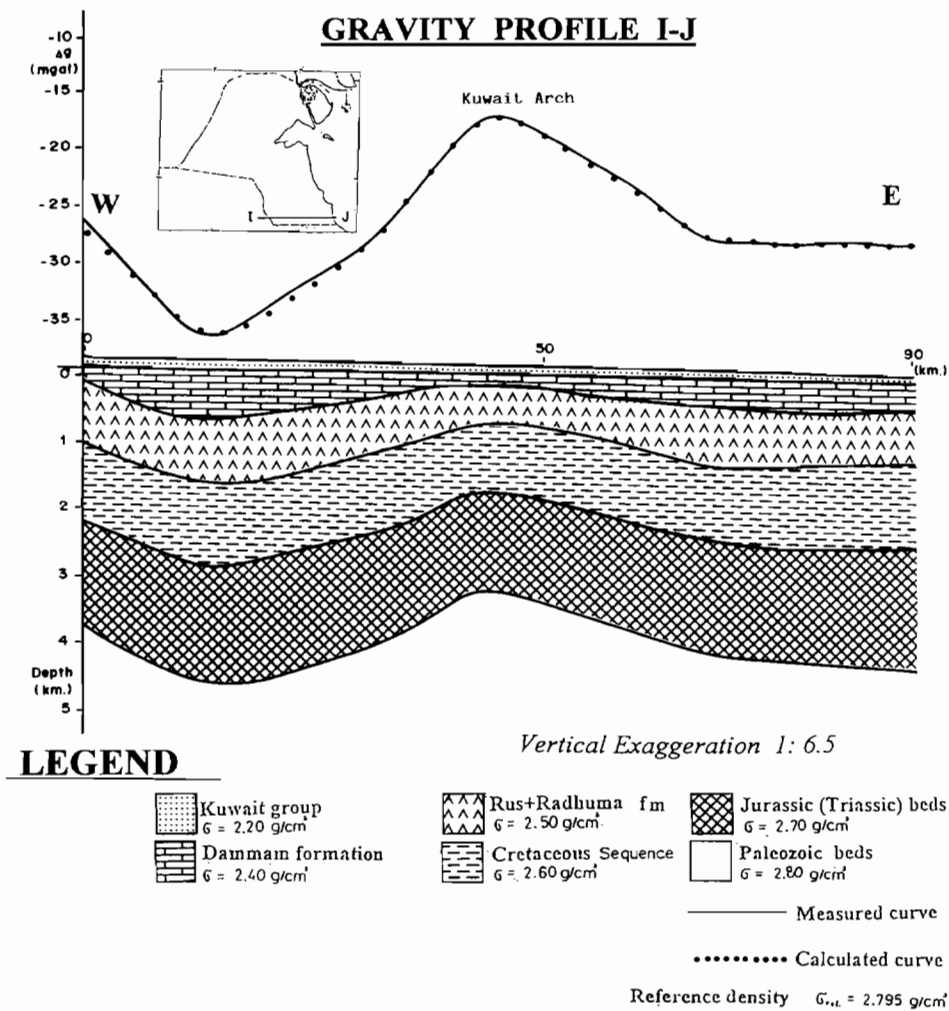 GRAVITY PROFILE I-J
-10
Δg
(mgal)
-15
-20
-25
-30
-35
Kuwait Arch
W
E
I
J
0
50
90
(km.)
0
1
2
3
4
Depth
(km.)
5
Vertical Exaggeration 1: 6.5
LEGEND
Kuwait group
σ = 2.20 g/cm³
Dammam formation
σ = 2.40 g/cm³
Rus+Radhuma fm
σ = 2.50 g/cm³
Cretaceous Sequence
σ = 2.60 g/cm³
Jurassic (Triassic) beds
σ = 2.70 g/cm³
Paleozoic beds
σ = 2.80 g/cm³
Measured curve
Calculated curve
Reference density
= 2.795 g/cm³